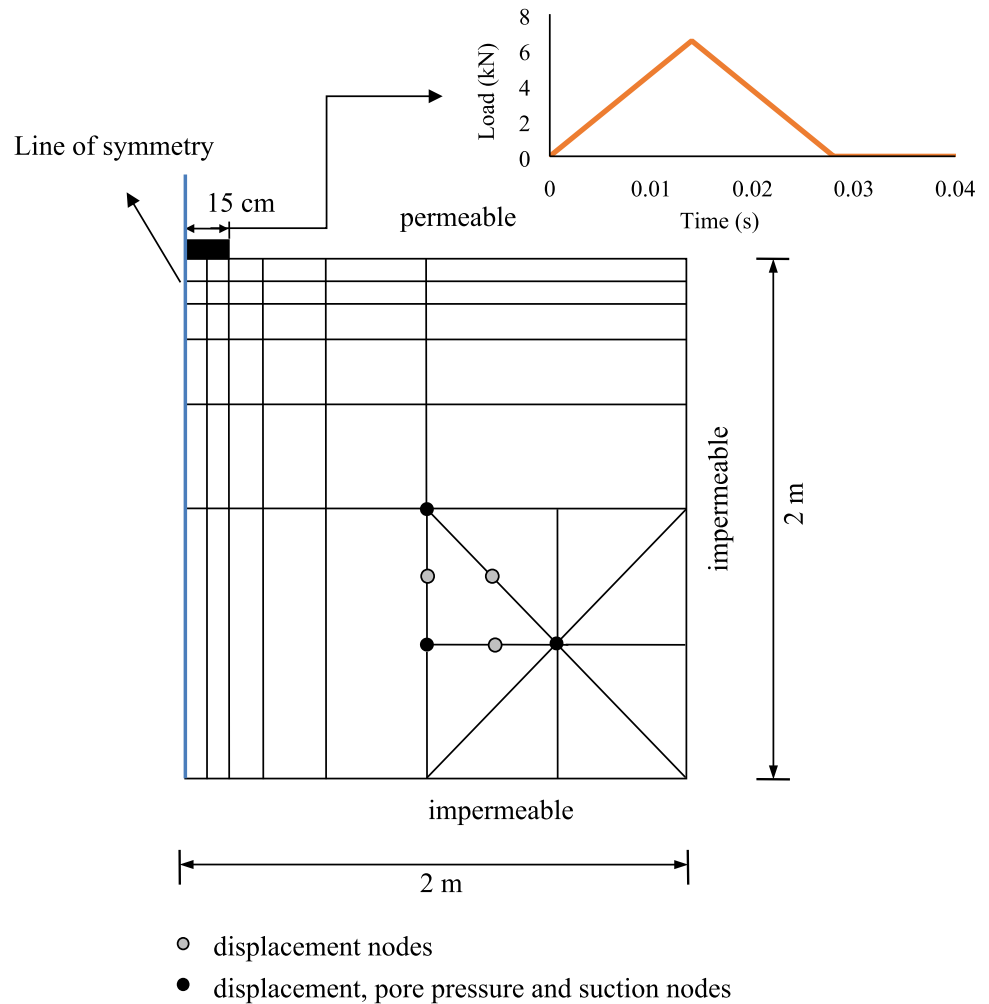 8
6
4
2
0
Load (kN)
0 0.01 0.02 0.03 0.04
Time (s)
Line of symmetry
15 cm
permeable
impermeable
2 m
impermeable
2 m
displacement nodes
displacement, pore pressure and suction nodes